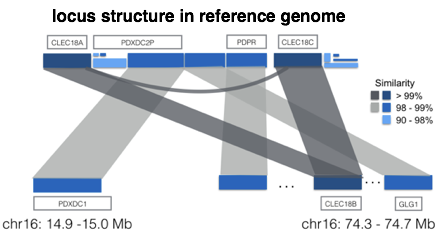 locus structure in reference genome
CLEC18A PDXDC2P PDPR CLEC18C
Similarity
> 99%
98 - 99%
90 - 98%
... ...
PDXDC1 CLEC18B GLG1
chr16: 14.9 -15.0 Mb chr16: 74.3 - 74.7 Mb